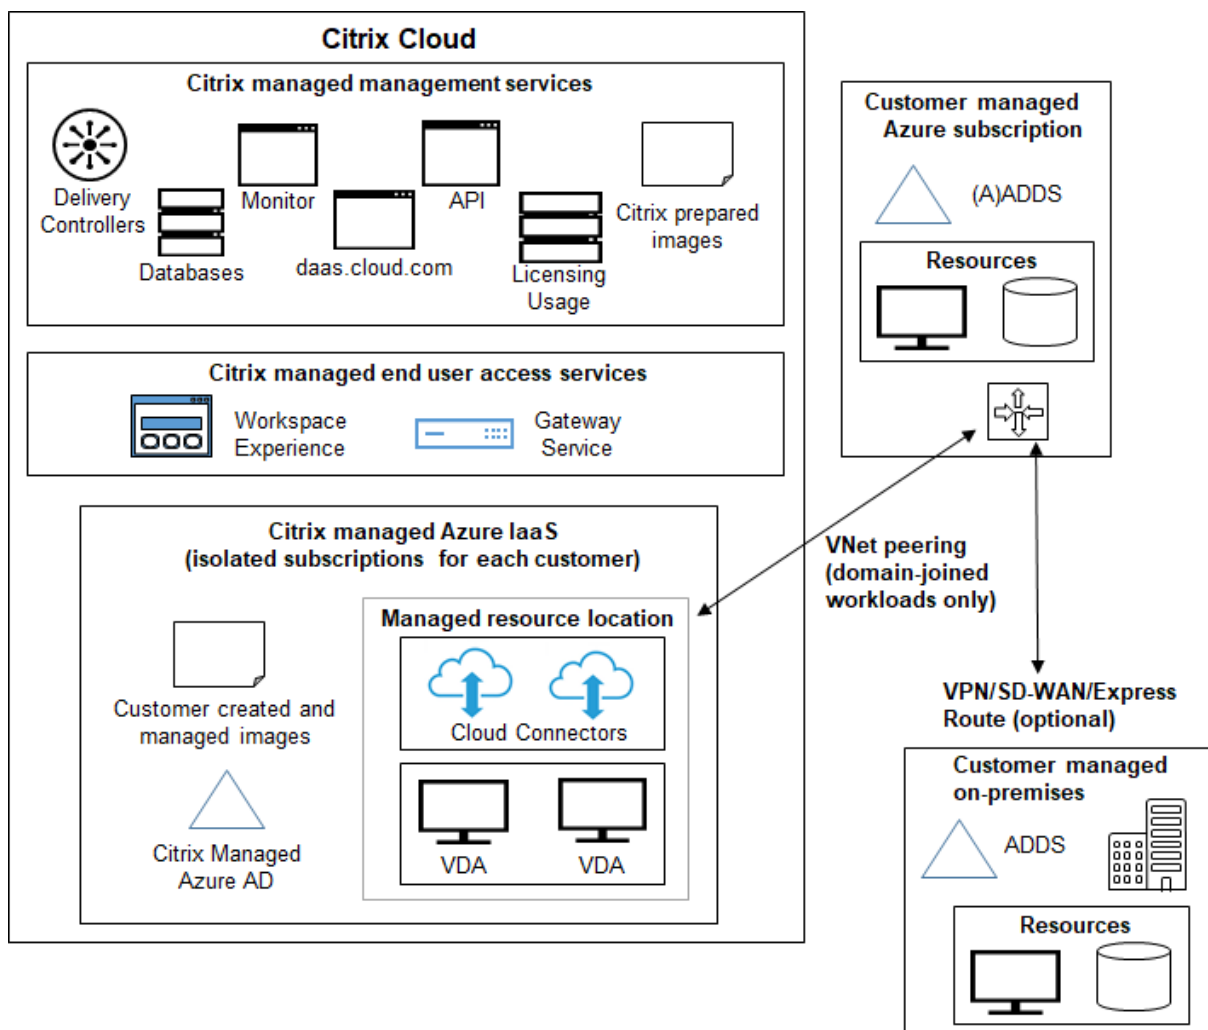 Citrix Cloud
Citrix managed management services
Delivery
Controllers
Databases
Monitor
daas.cloud.com
API
Licensing
Usage
Citrix prepared
images
Citrix managed end user access services
Workspace
Experience
Gateway
Service
Citrix managed Azure IaaS
(isolated subscriptions for each customer)
Customer created and
managed images
Citrix Managed
Azure AD
Managed resource location
Cloud Connectors
VDA
VDA
Customer managed
Azure subscription
(A)ADDS
Resources
VNet peering
(domain-joined
workloads only)
VPN/SD-WAN/Express
Route (optional)
Customer managed
on-premises
ADDS
Resources